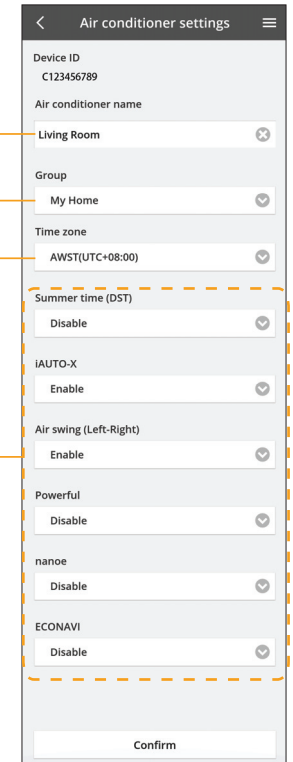 Air conditioner settings
Device ID
C123456789
Air conditioner name
Living Room
Group
My Home
Time zone
AWST(UTC+08:00)
Summer time (DST)
Disable
iAUTO-X
Enable
Air swing (Left-Right)
Enable
Powerful
Disable
nanoe
Disable
ECONAVI
Disable
Confirm